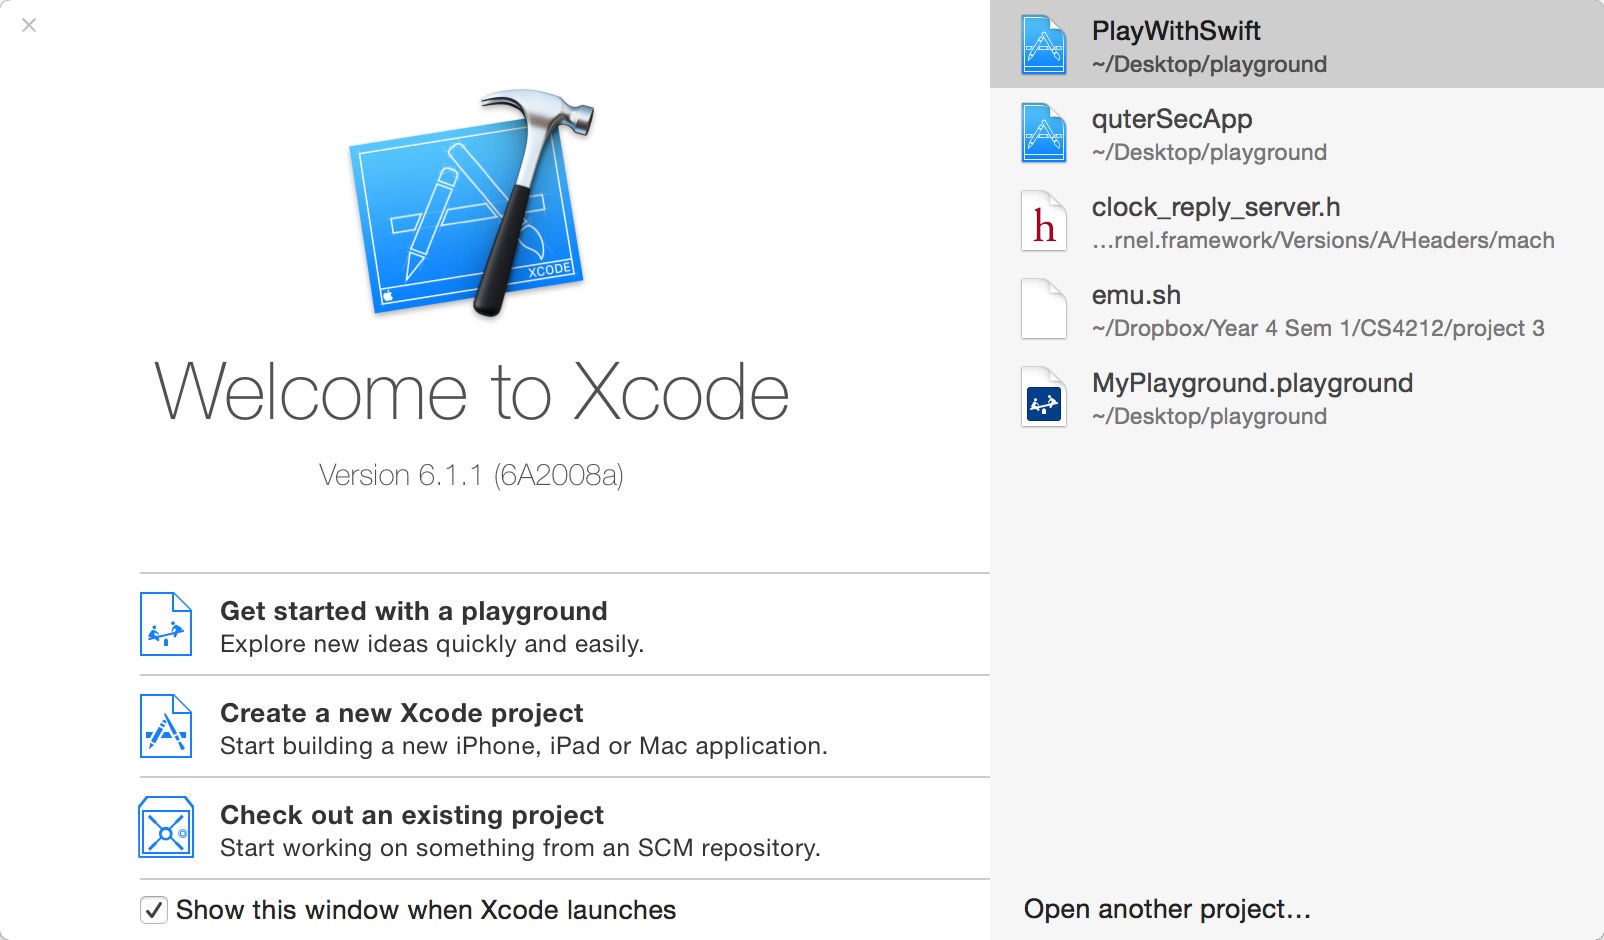 XCODE
Welcome to Xcode
Version 6.1.1 (6A2008a)
Get started with a playground
Explore new ideas quickly and easily.
Create a new Xcode project
Start building a new iPhone, iPad or Mac application.
Check out an existing project
Start working on something from an SCM repository.
Show this window when Xcode launches
PlayWithSwift
~/Desktop/playground
quterSecApp
~/Desktop/playground
h
clock_reply_server.h
...rnel.framework/Versions/A/Headers/mach
emu.sh
~/Dropbox/Year 4 Sem 1/CS4212/project 3
MyPlayground.playground
~/Desktop/playground
Open another project...